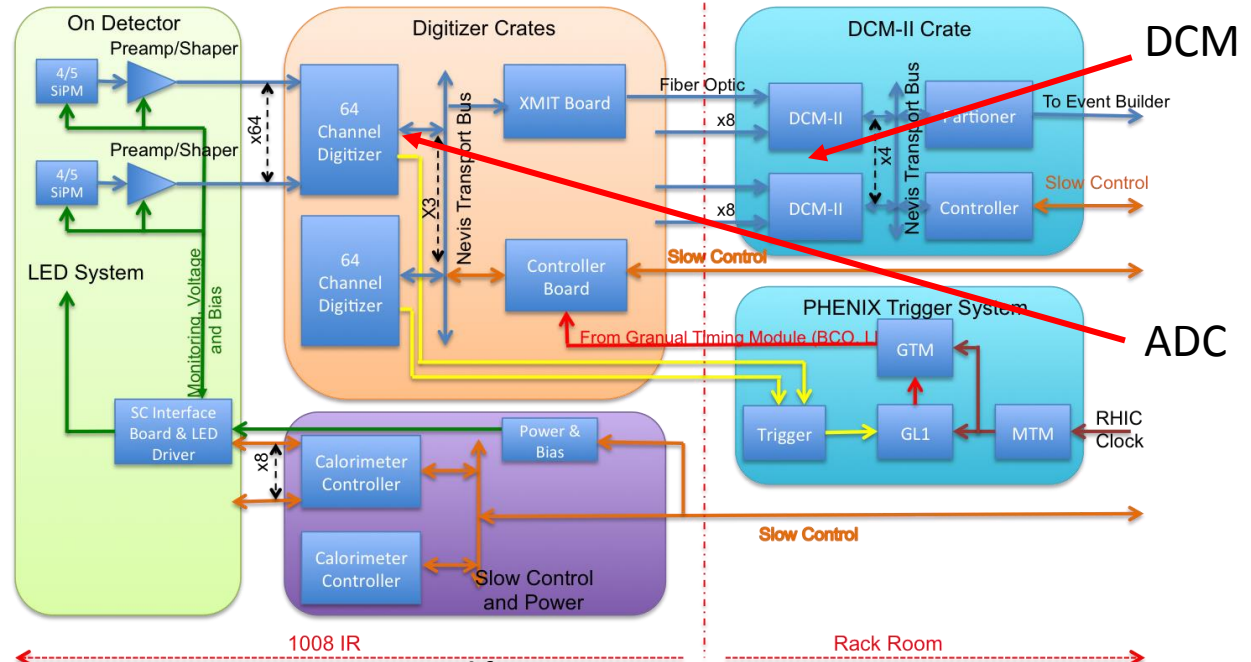 On Detector
Preamp/Shaper
4/5
SiPM
x64
Preamp/Shaper
4/5
SiPM
LED System
Monitoring, Voltage
and Bias
SC Interface
Board & LED
Driver
Digitizer Crates
64
Channel
Digitizer
X3
Nevis Transport Bus
XMIT Board
64
Channel
Digitizer
Controller
Board
From Granual Timing Module (BCO,
Fiber Optic
x8
x8
Slow Control
DCM-II Crate
DCM-II
x4
Nevis Transport Bus
Partioner
To Event Builder
DCM-II
Controller
Slow Control
DCM
ADC
PHENIX Trigger System
GTM
Trigger
GL1
MTM
RHIC
Clock
x8
Calorimeter
Controller
Power &
Bias
Calorimeter
Controller
Slow Control
and Power
Slow Control
1008 IR
Rack Room